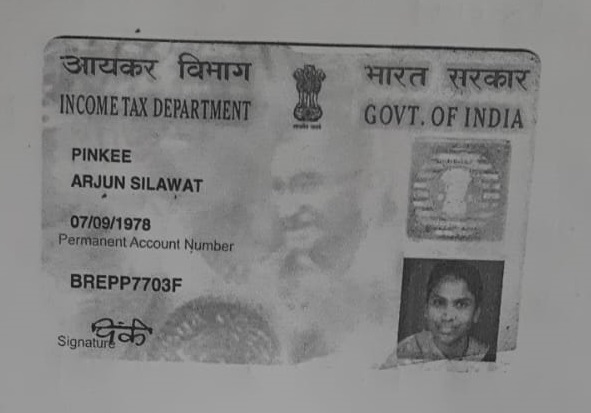 आयकर विभाग
भारत सरकार
INCOME TAX DEPARTMENT
GOVT. OF INDIA
PINKEE
ARJUN SILAWAT
07/09/1978
Permanent Account Number
BREPP7703F
पिंकी
Signature